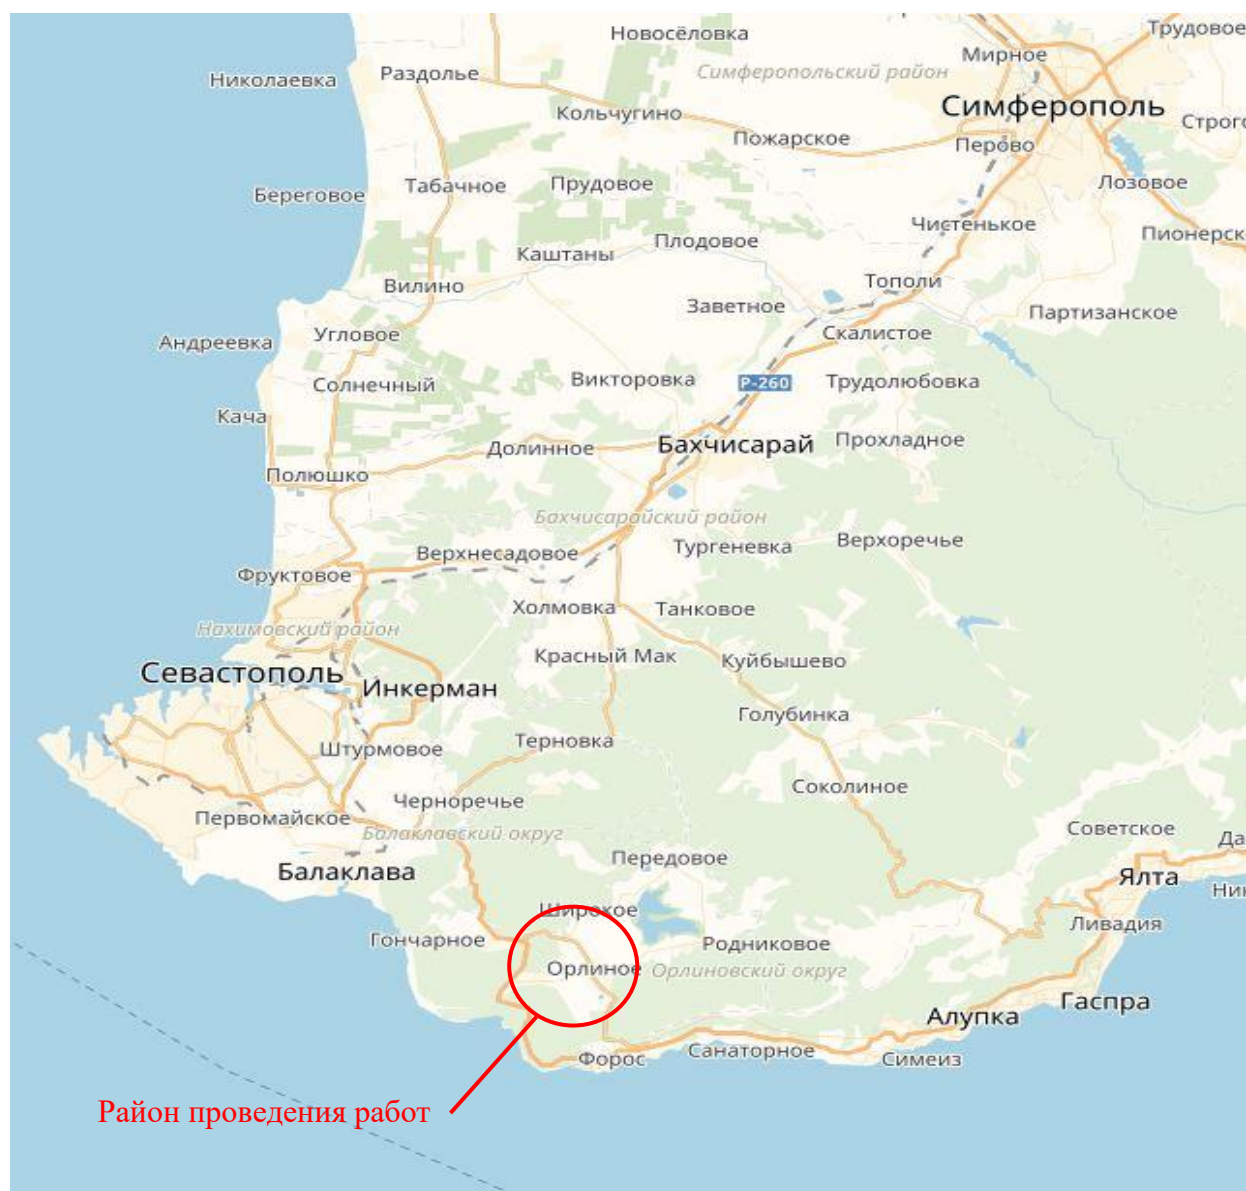 Новосёловка
Трудовое
Мирное
Николаевка
Раздолье
Симферопольский район
Симферополь
Кольчугино
Строго
Пожарское
Перово
Береговое
Табачное
Прудовое
Лозовое
Чистенькое
Плодовое
Пионерск
Каштаны
Вилино
Тополи
Заветное
Партизанское
Андреевка
Угловое
Скалистое
Солнечный
Викторовка
Р-260
Трудолюбовка
Кача
Долинное
Бахчисарай
Прохладное
Полюшко
Бахчисарайский район
Верхнесадовое
Тургеневка
Верхоречье
Фруктовое
Холмовка
Танковое
Нахимовский район
Красный Мак
Куйбышево
Севастополь
Инкерман
Голубинка
Штурмовое
Терновка
Соколиное
Черноречье
Первомайское
Балаклавский округ
Советское
Да
Балаклава
Передовое
Ялта
Ник
Широкое
Гончарное
Родниковое
Ливадия
Орлиное
Орлиновский округ
Гаспра
Алупка
Форос
Санаторное
Симеиз
Район проведения работ